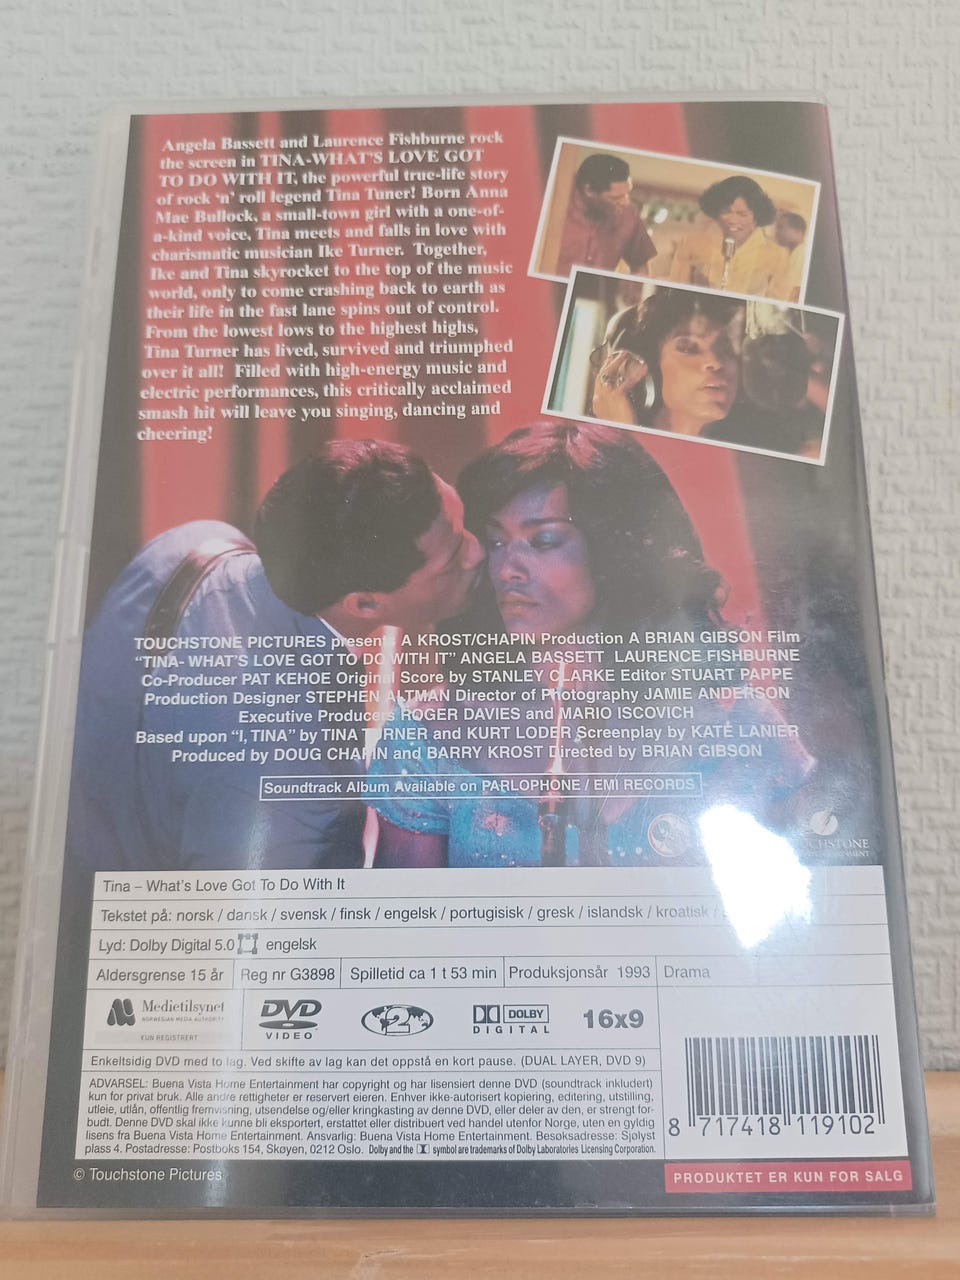 Angela Bassett and Laurence Fishburne rock
the screen in TINA-WHAT'S LOVE GOT
TO DO WITH IT, the powerful true-life story
of rock 'n' roll legend Tina Tuner! Born Anna
Mae Bullock, a small-town girl with a one-of-
a-kind voice, Tina meets and falls in love with
charismatic musician Ike Turner. Together,
Ike and Tina skyrocket to the top of the music
world, only to come crashing back to earth as
their life in the fast lane spins out of control.
From the lowest lows to the highest highs,
Tina Turner has lived, survived and triumphed
over it all! Filled with high-energy music and
electric performances, this critically acclaimed
smash hit will leave you singing, dancing and
cheering!
TOUCHSTONE PICTURES presents A KROST/CHAPIN Production A BRIAN GIBSON Film
"TINA- WHAT'S LOVE GOT TO DO WITH IT" ANGELA BASSETT LAURENCE FISHBURNE
Co-Producer PAT KEHOE Original Score by STANLEY CLARKE Editor STUART PAPPE
Production Designer STEPHEN ALTMAN Director of Photography JAMIE ANDERSON
Executive Producers ROGER DAVIES and MARIO ISCOVICH
Based upon "I, TINA" by TINA TURNER and KURT LODER Screenplay by KATE LANIER
Produced by DOUG CHAPIN and BARRY KROST Directed by BRIAN GIBSON
Soundtrack Album Available on PARLOPHONE / EMI RECORDS
TOUCHSTONE
Tina – What's Love Got To Do With It
Tekstet på: norsk / dansk / svensk / finsk / engelsk / portugisisk / gresk / islandsk / kroatisk /
Lyd: Dolby Digital 5.0 engelsk
Aldersgrense 15 år Reg nr G3898 Spilletid ca 1 t 53 min Produksjonsår 1993 Drama
Medietilsynet
NORWEGIAN MEDIA AUTHORITY
KUN REGISTRERT
DVD
VIDEO
2
DOLBY
DIGITAL
16x9
Enkeltsidig DVD med to lag. Ved skifte av lag kan det oppstå en kort pause. (DUAL LAYER, DVD 9)
ADVARSEL: Buena Vista Home Entertainment har copyright og har lisensiert denne DVD (soundtrack inkludert)
kun for privat bruk. Alle andre rettigheter er reservert eieren. Enhver ikke-autorisert kopiering, editering, utstilling,
utleie, utlån, offentlig fremvisning, utsendelse og/eller kringkasting av denne DVD, eller deler av den, er strengt for-
budt. Denne DVD skal ikke kunne bli eksportert, erstattet eller distribuert ved handel utenfor Norge, uten en gyldig
lisens fra Buena Vista Home Entertainment. Ansvarlig: Buena Vista Home Entertainment. Besøksadresse: Sjølyst
plass 4. Postadresse: Postboks 154, Skøyen, 0212 Oslo. Dolby and the symbol are trademarks of Dolby Laboratories Licensing Corporation.
8 717418 119102
© Touchstone Pictures
PRODUKTET ER KUN FOR SALG